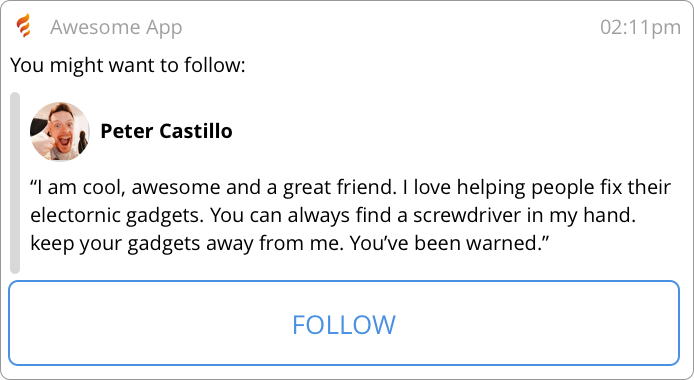 Awesome App 02:11pm
You might want to follow:
Peter Castillo
“I am cool, awesome and a great friend. I love helping people fix their
electornic gadgets. You can always find a screwdriver in my hand.
keep your gadgets away from me. You’ve been warned.”
FOLLOW